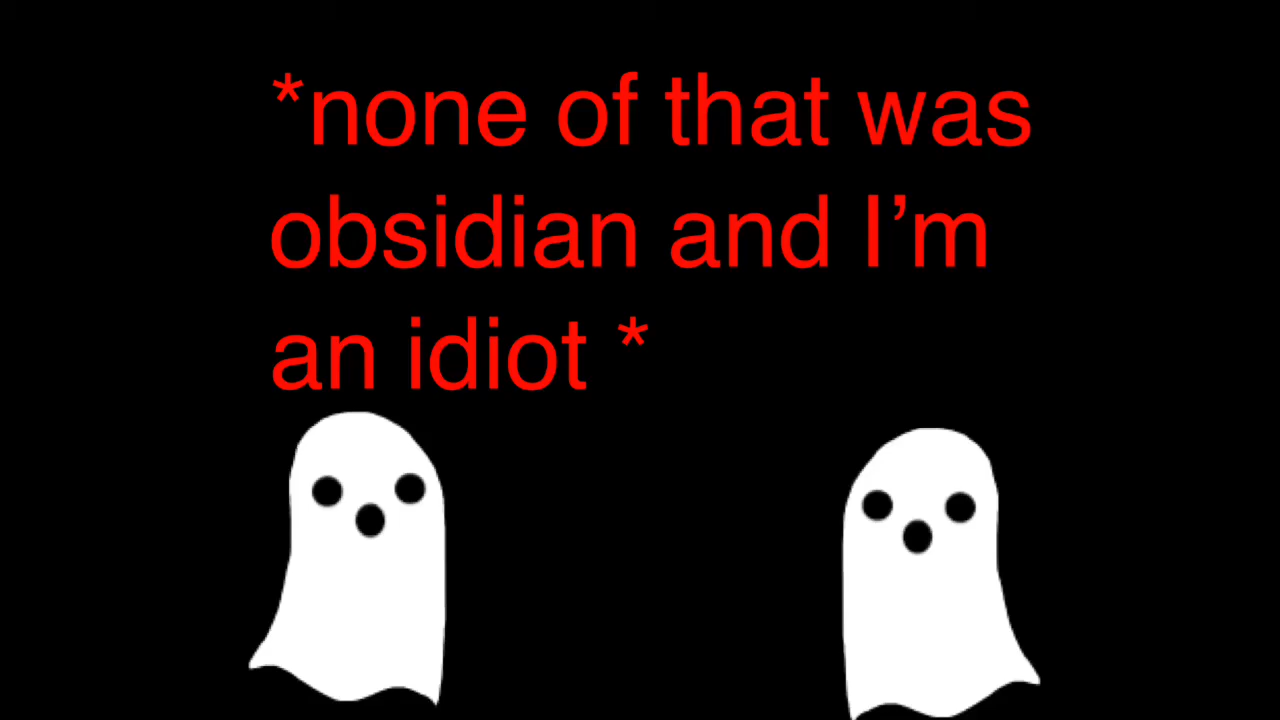 *none of that was
obsidian and I’m
an idiot *